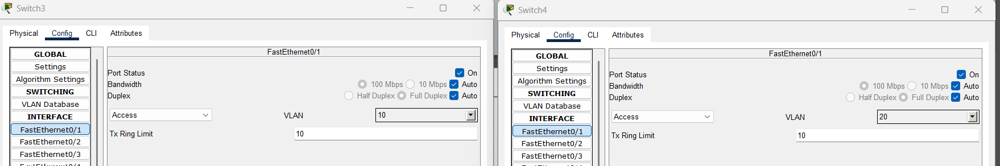 Switch3
Physical Config CLI Attributes
GLOBAL
Settings
Algorithm Settings
SWITCHING
VLAN Database
INTERFACE
FastEthernet0/1
FastEthernet0/2
FastEthernet0/3
FastEthernet0/1
Port Status On
Bandwidth 100 Mbps 10 Mbps Auto
Duplex Half Duplex Full Duplex Auto
Access VLAN 10
Tx Ring Limit 10
Switch4
Physical Config CLI Attributes
GLOBAL
Settings
Algorithm Settings
SWITCHING
VLAN Database
INTERFACE
FastEthernet0/1
FastEthernet0/2
FastEthernet0/3
FastEthernet0/1
Port Status On
Bandwidth 100 Mbps 10 Mbps Auto
Duplex Half Duplex Full Duplex Auto
Access VLAN 20
Tx Ring Limit 10